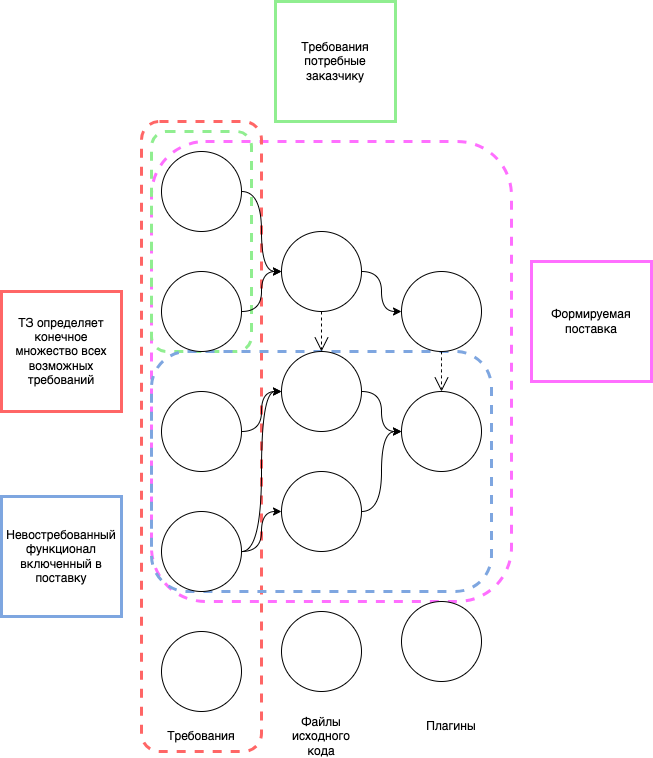 Требования
потребные
заказчику
ТЗ определяет
конечное
множество всех
возможных
требований
Формируемая
поставка
Невостребованный
функционал
включенный в
поставку
Требования
Файлы
исходного
кода
Плагины